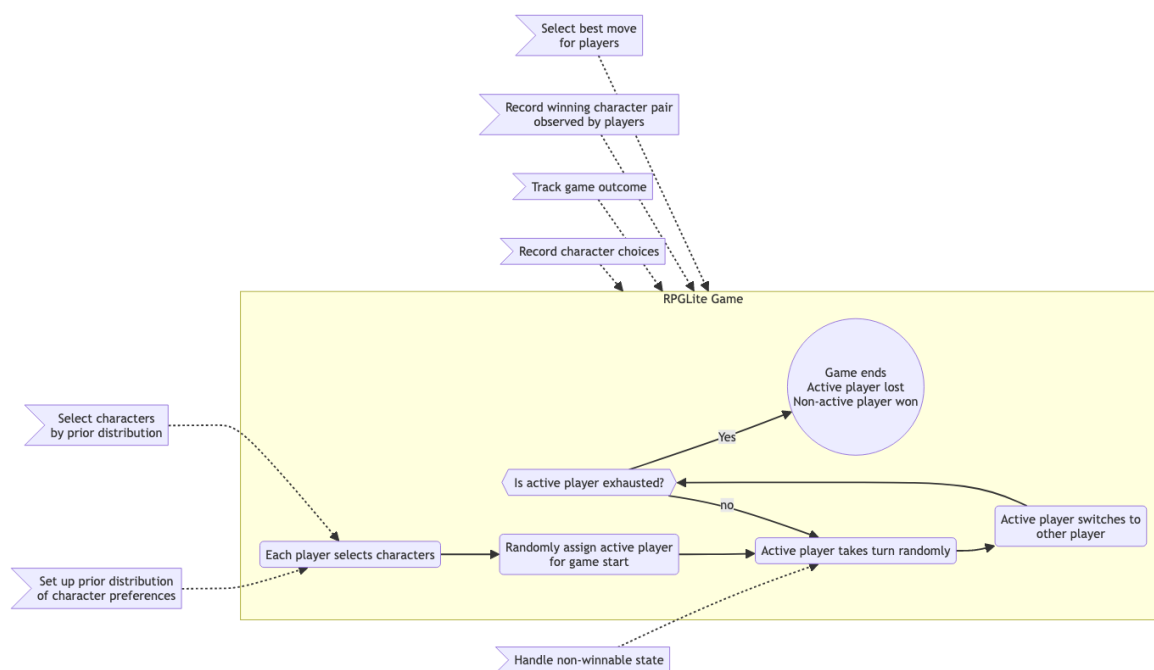 Select best move
for players
Record winning character pair
observed by players
Track game outcome
Record character choices
RPGLite Game
Game ends
Active player lost
Non-active player won
Select characters
by prior distribution
Yes
Is active player exhausted?
no
Active player switches to
other player
Each player selects characters
Randomly assign active player
for game start
Active player takes turn randomly
Set up prior distribution
of character preferences
Handle non-winnable state